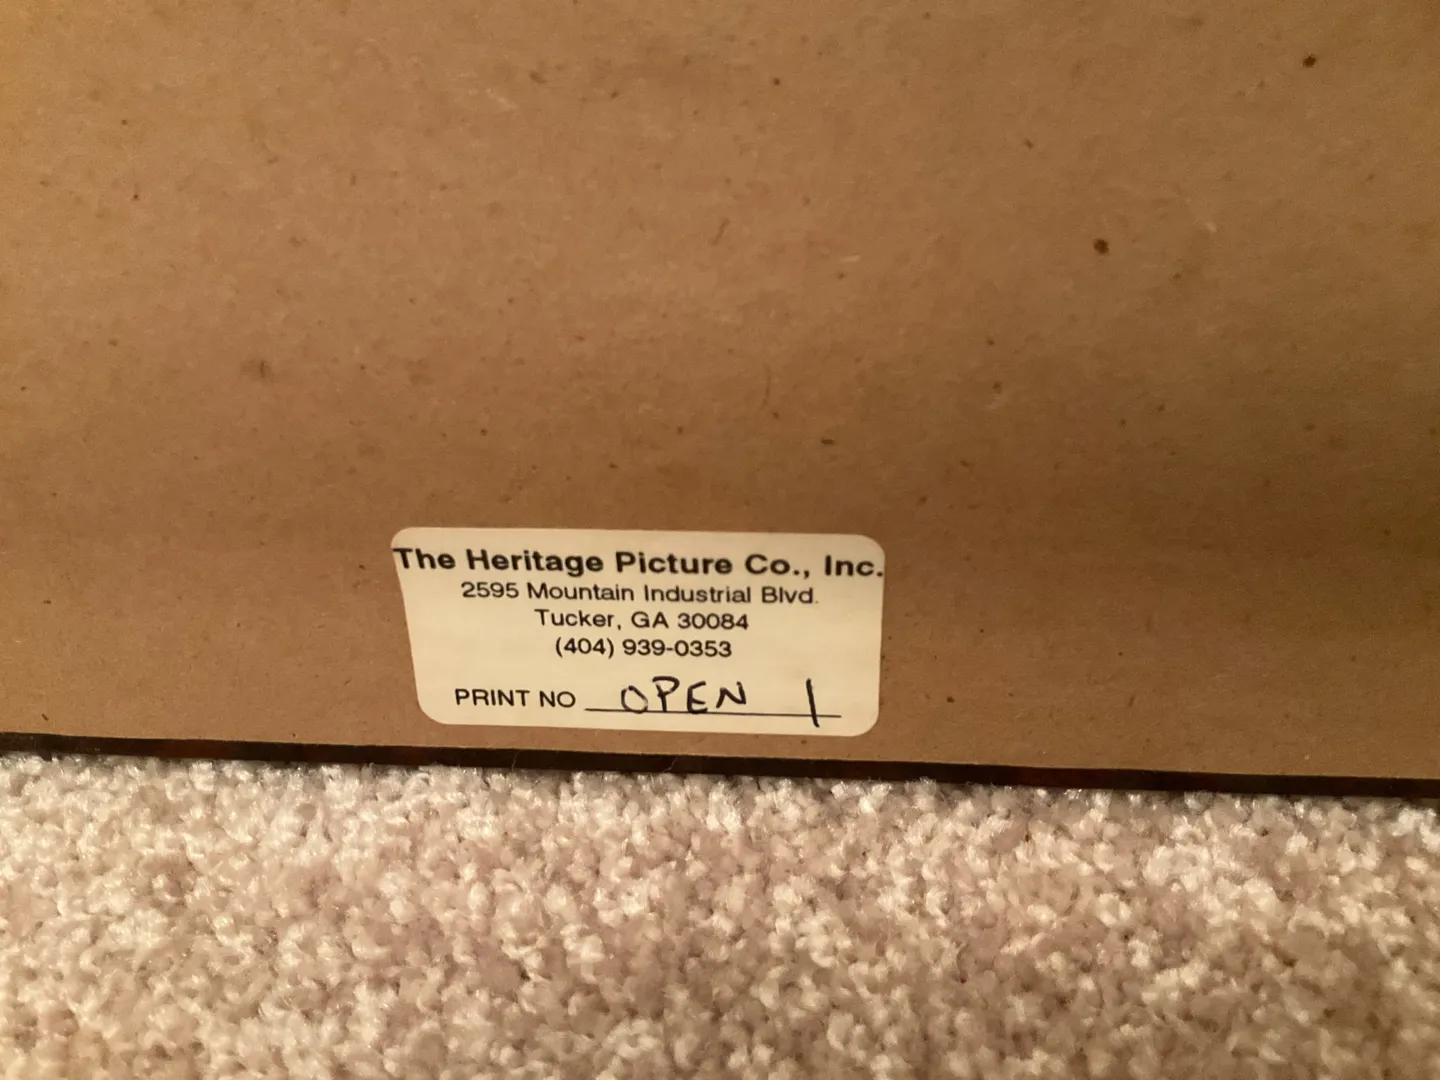 The Heritage Picture Co., Inc.
2595 Mountain Industrial Blvd.
Tucker, GA 30084
(404) 939-0353
PRINT NO OPEN 1